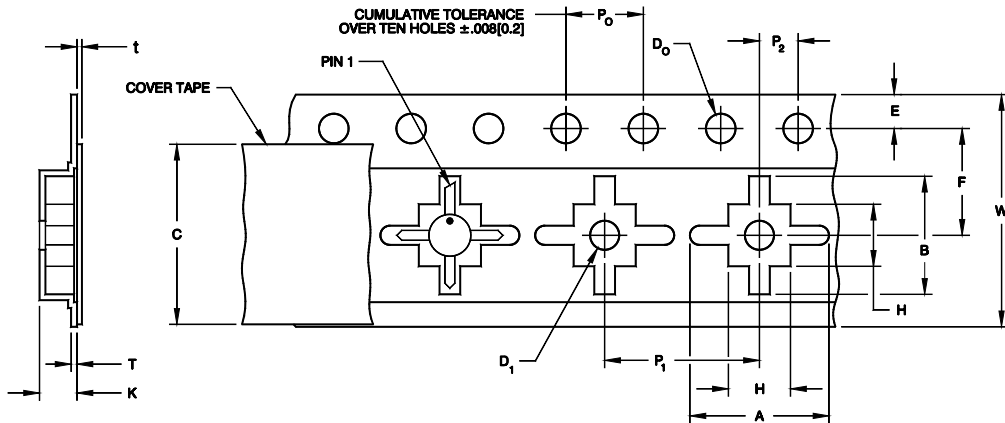 CUMULATIVE TOLERANCE
OVER TEN HOLES ±.008[0.2]
P₀
D₀
P₂
t
PIN 1
COVER TAPE
E
F
W
C
B
H
T
K
D₁
P₁
H
A